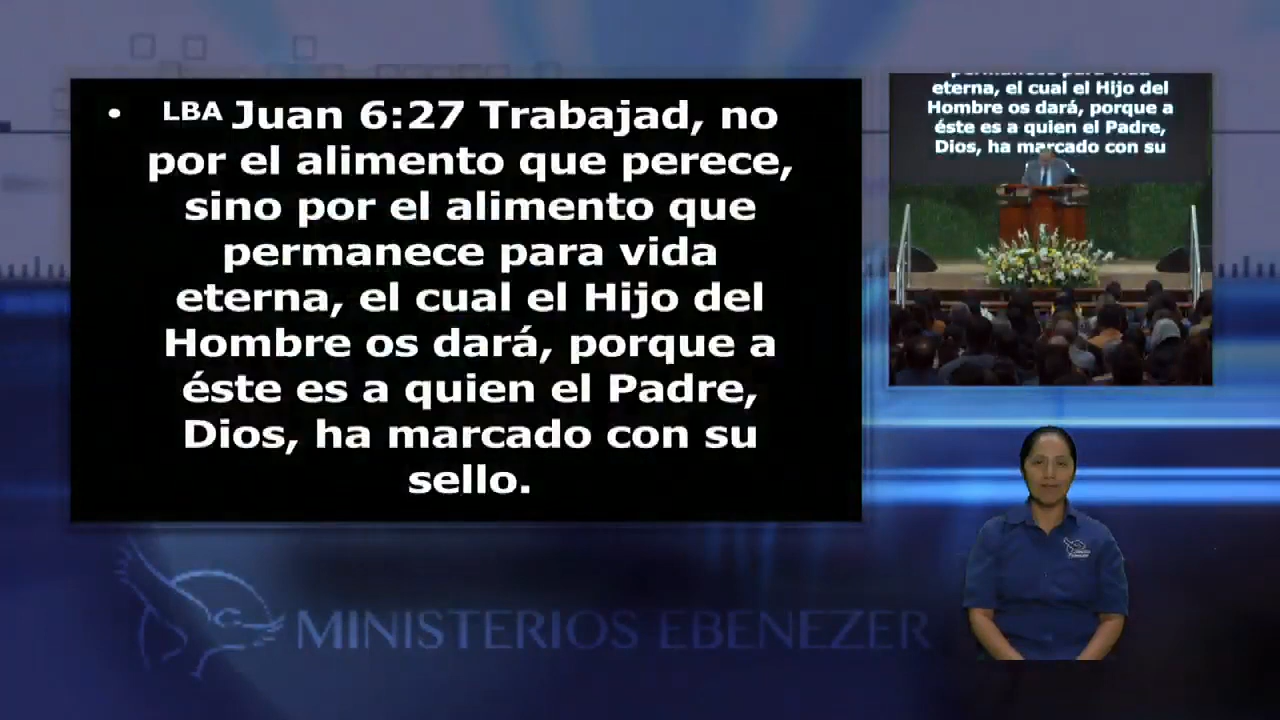 • LBA Juan 6:27 Trabajad, no
por el alimento que perece,
sino por el alimento que
permanece para vida
eterna, el cual el Hijo del
Hombre os dará, porque a
éste es a quien el Padre,
Dios, ha marcado con su
sello.
permanece para vida
eterna, el cual el Hijo del
Hombre os dará, porque a
éste es a quien el Padre,
Dios, ha marcado con su
MINISTERIOS EBENEZER